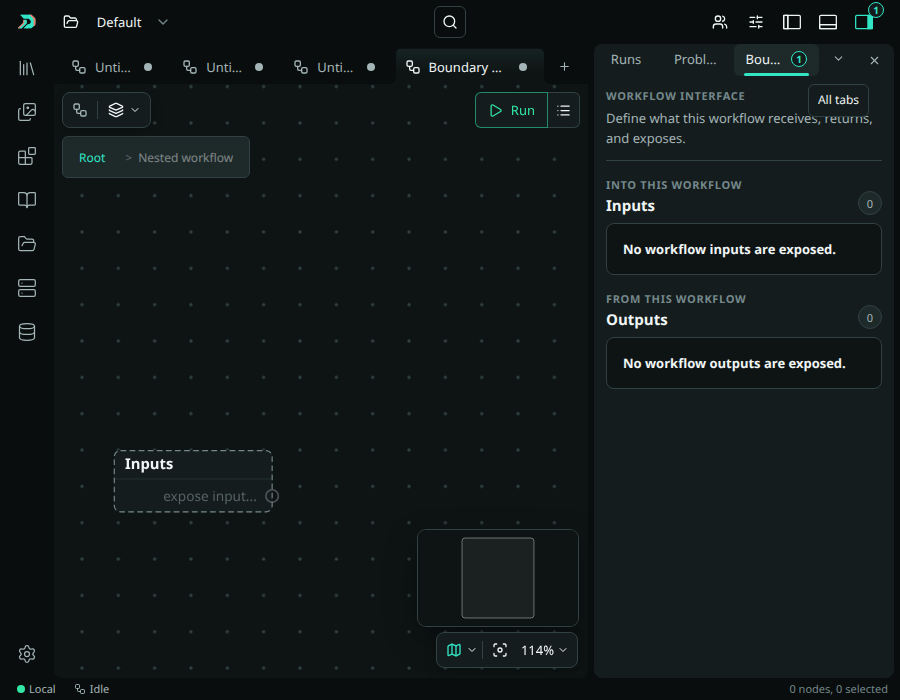 Default
1
Unti...
Unti...
Unti...
Boundary ...
Runs
Probl...
Bou...
1
Run
All tabs
WORKFLOW INTERFACE
Define what this workflow receives, returns,
and exposes.
Root > Nested workflow
INTO THIS WORKFLOW
Inputs
0
No workflow inputs are exposed.
FROM THIS WORKFLOW
Outputs
0
No workflow outputs are exposed.
Inputs
expose input...
114%
Local
Idle
0 nodes, 0 selected